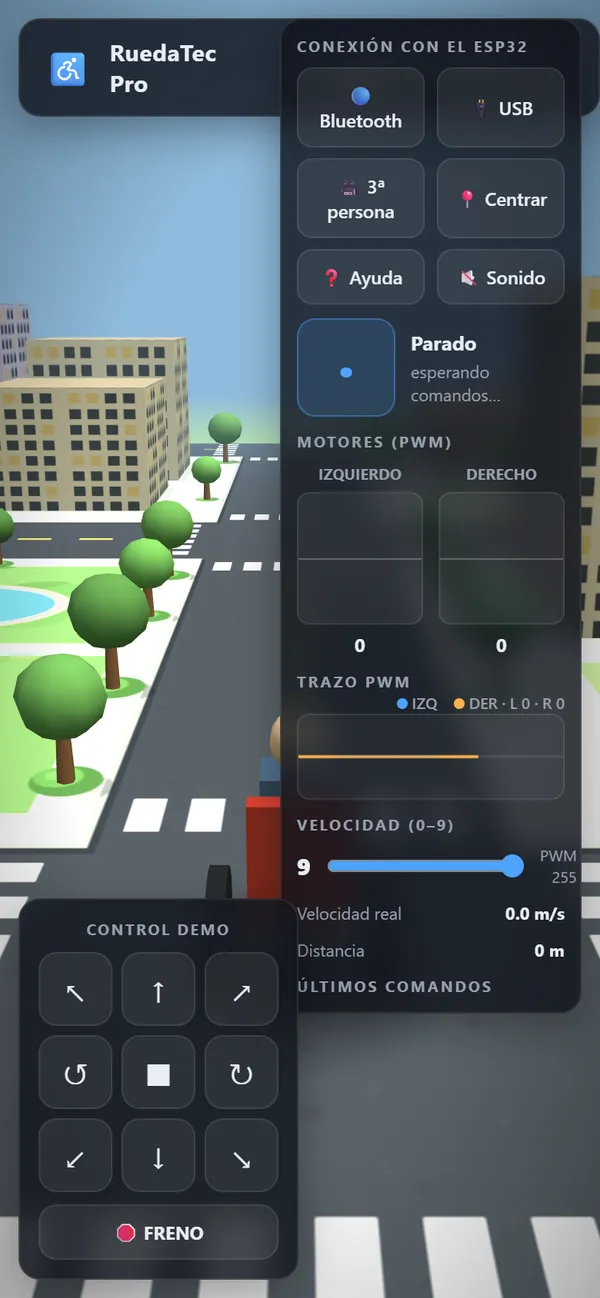 RuedaTec
Pro
CONEXIÓN CON EL ESP32
Bluetooth
USB
3ª
persona
Centrar
Ayuda
Sonido
Parado
esperando
comandos...
MOTORES (PWM)
IZQUIERDO
DERECHO
0
0
TRAZO PWM
IZQ
DER · L 0 · R 0
VELOCIDAD (0–9)
9
PWM
255
Velocidad real
0.0 m/s
Distancia
0 m
ÚLTIMOS COMANDOS
CONTROL DEMO
↖ ↑ ↗
↺ ■ ↻
↙ ↓ ↘
FRENO